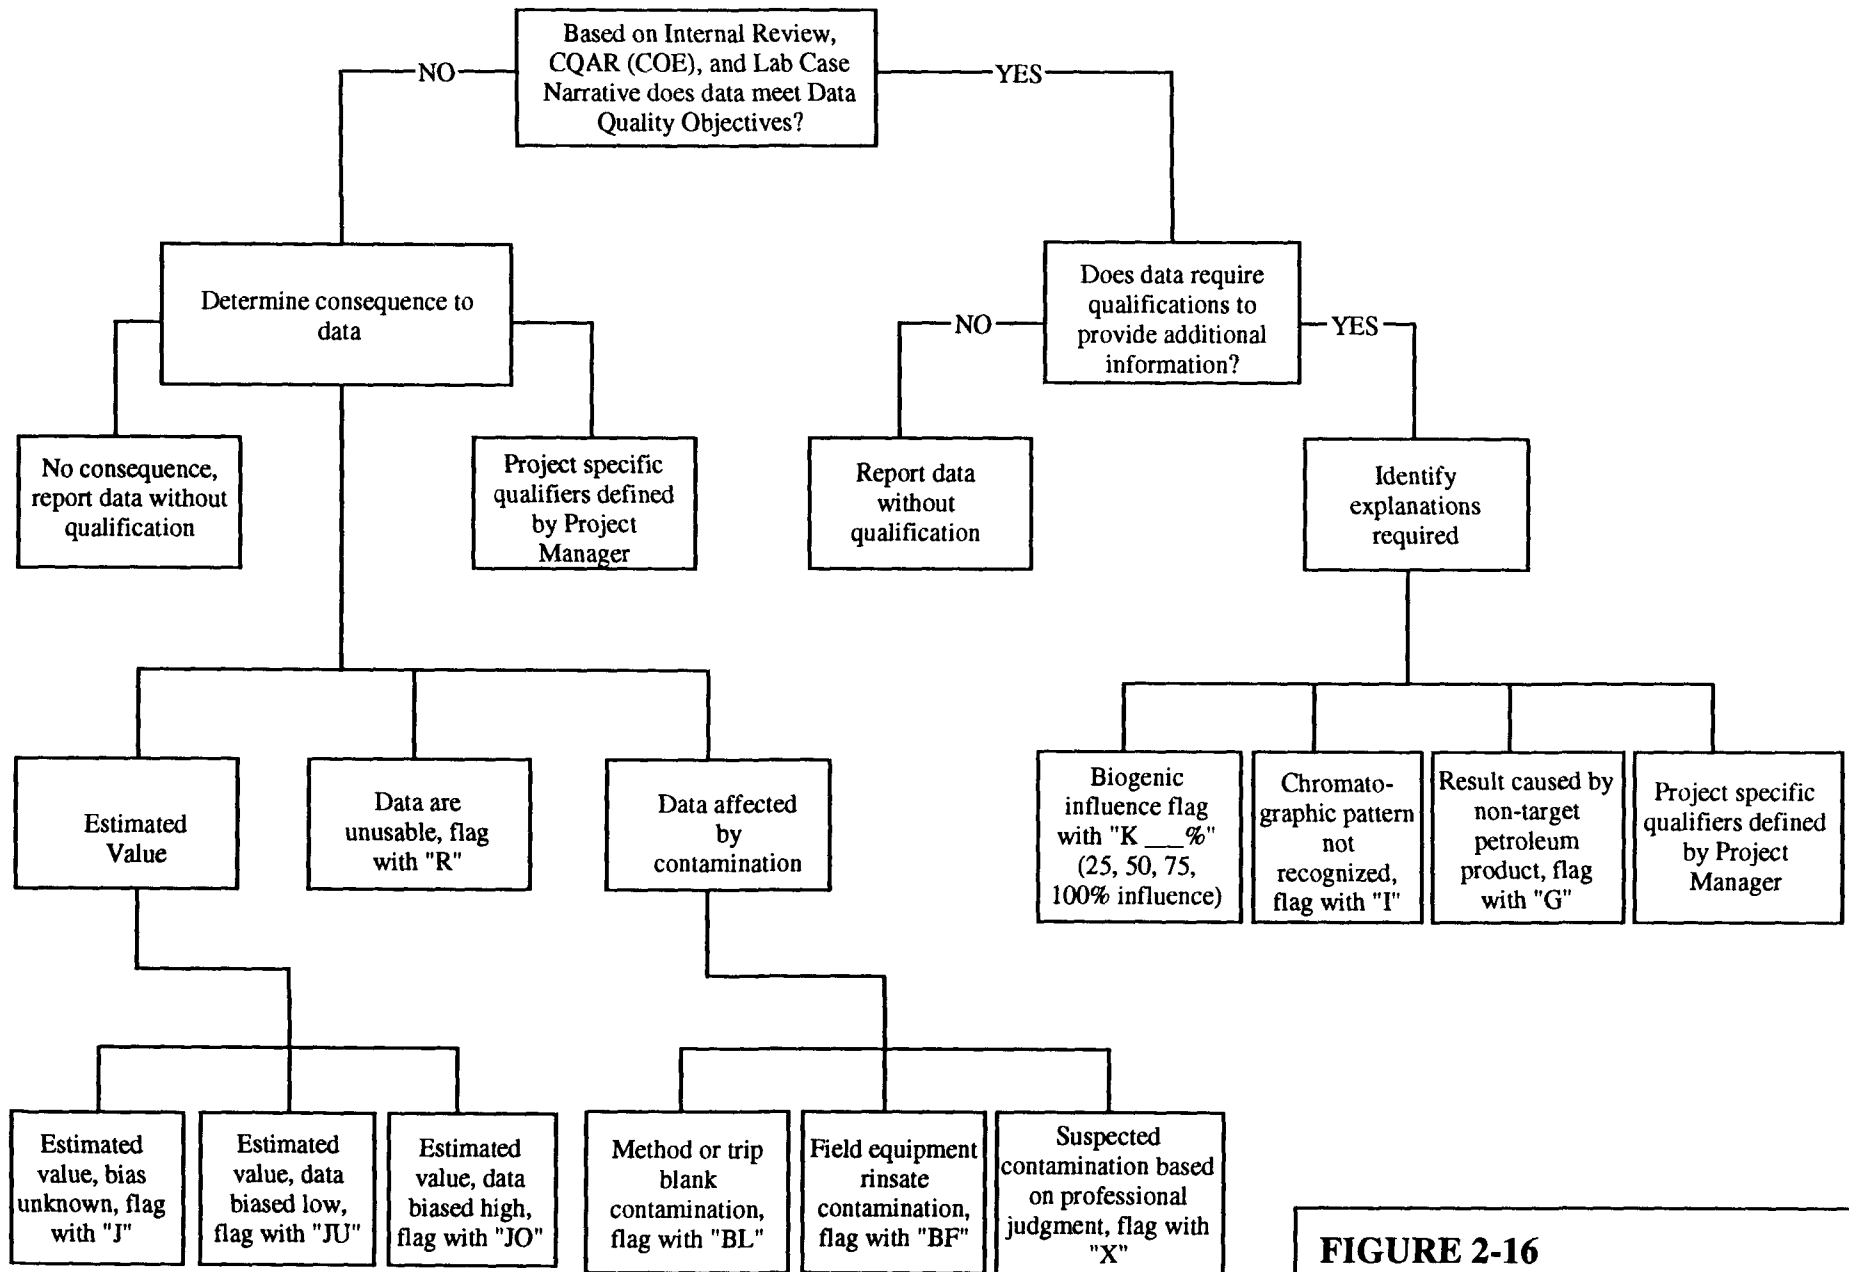 Based on Internal Review,
CQAR (COE), and Lab Case
Narrative does data meet Data
Quality Objectives?
NO
YES
Determine consequence to
data
Does data require
qualifications to
provide additional
information?
NO
YES
No consequence,
report data without
qualification
Project specific
qualifiers defined
by Project
Manager
Report data
without
qualification
Identify
explanations
required
Estimated
Value
Data are
unusable, flag
with "R"
Data affected
by
contamination
Biogenic
influence flag
with "K ___%"
(25, 50, 75,
100% influence)
Chromato-
graphic pattern
not
recognized,
flag with "I"
Result caused by
non-target
petroleum
product, flag
with "G"
Project specific
qualifiers defined
by Project
Manager
Estimated
value, bias
unknown, flag
with "J"
Estimated
value, data
biased low,
flag with "JU"
Estimated
value, data
biased high,
flag with "JO"
Method or trip
blank
contamination,
flag with "BL"
Field equipment
rinsate
contamination,
flag with "BF"
Suspected
contamination based
on professional
judgment, flag with
"X"
FIGURE 2-16